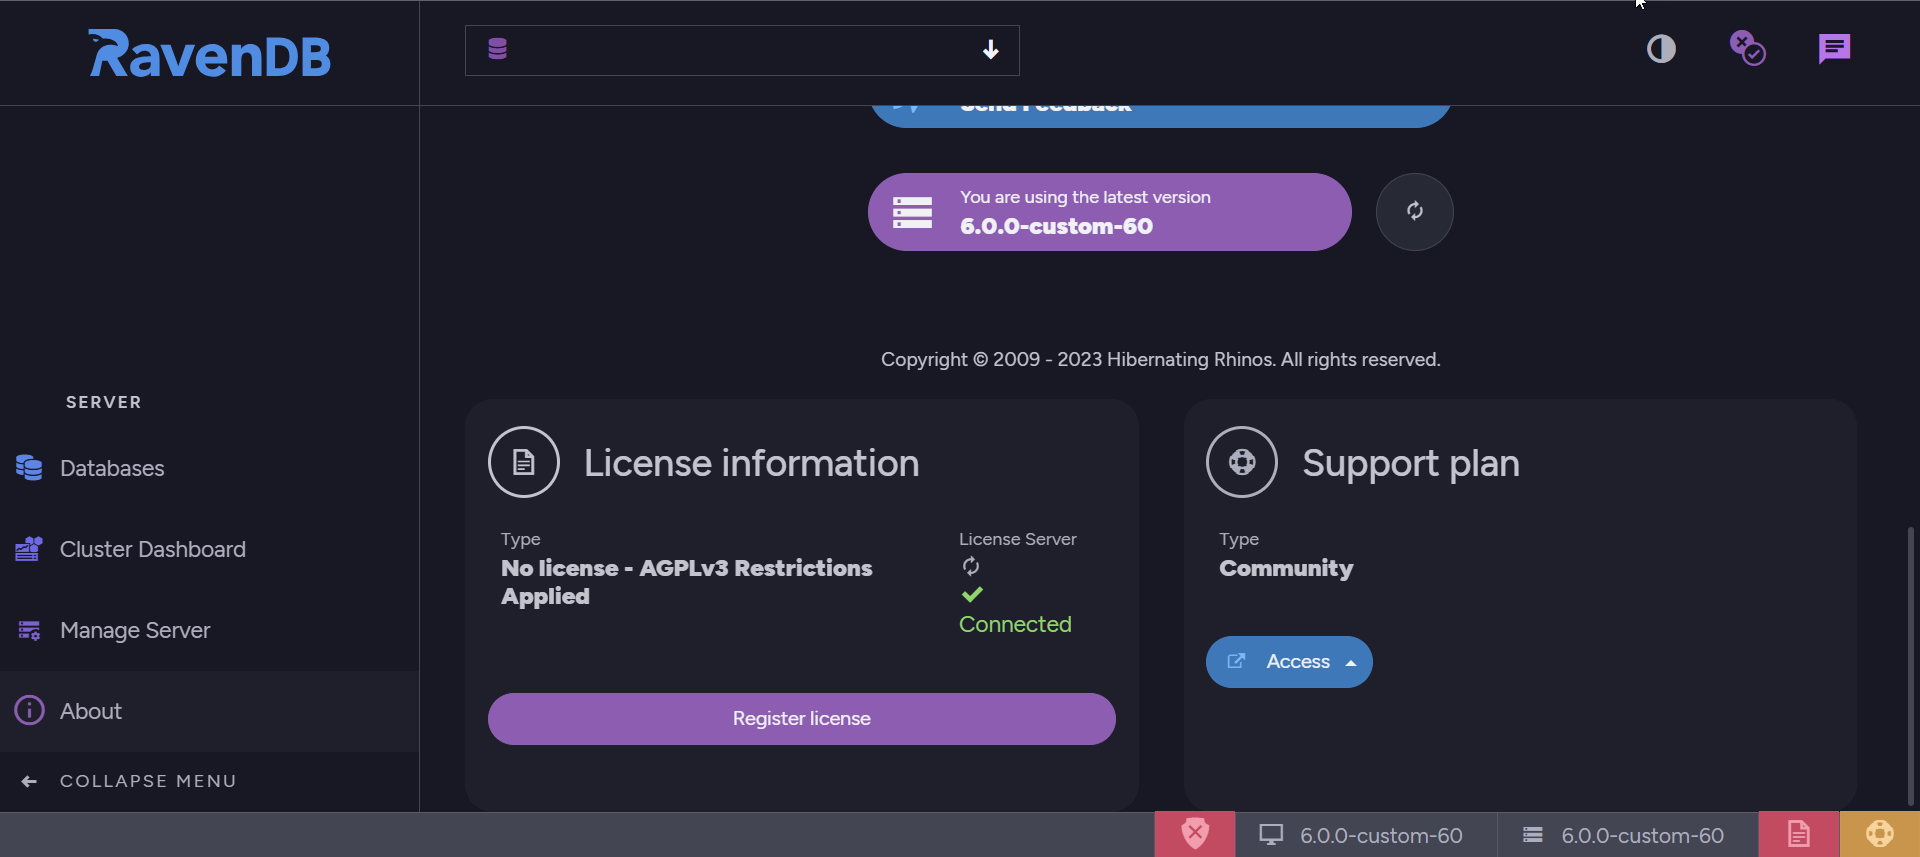 RavenDB
Send Feedback
You are using the latest version
6.0.0-custom-60
Copyright © 2009 - 2023 Hibernating Rhinos. All rights reserved.
SERVER
Databases
Cluster Dashboard
Manage Server
About
COLLAPSE MENU
License information
Type
No license - AGPLv3 Restrictions
Applied
License Server
Connected
Register license
Support plan
Type
Community
Access
6.0.0-custom-60
6.0.0-custom-60